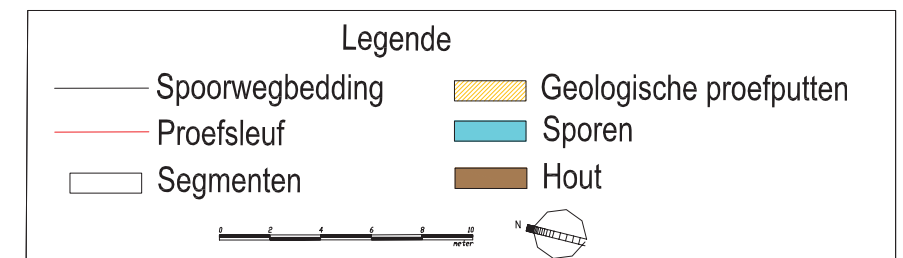 Legende
Spoorwegbedding
Geologische proefputten
Proefsleuf
Sporen
Segmenten
Hout
0 2 4 6 8 10
meter
N